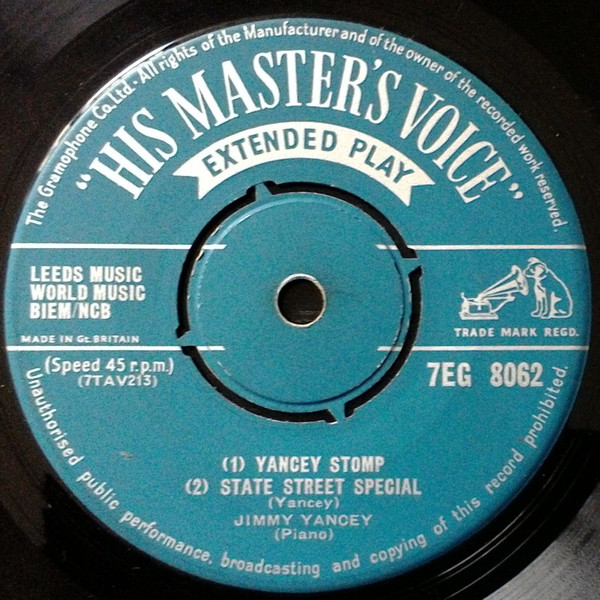 The Gramophone Co. Ltd. · All rights of the Manufacturer and of the owner of the recorded work reserved.
"HIS MASTER'S VOICE"
EXTENDED PLAY
LEEDS MUSIC
WORLD MUSIC
BIEM/NCB
MADE IN Gt. BRITAIN
TRADE MARK REGD.
(Speed 45 r.p.m.)
(7TAV213)
7EG 8062
(1) YANCEY STOMP
(2) STATE STREET SPECIAL
(Yancey)
JIMMY YANCEY
(Piano)
Unauthorised public performance, broadcasting and copying of this record prohibited.